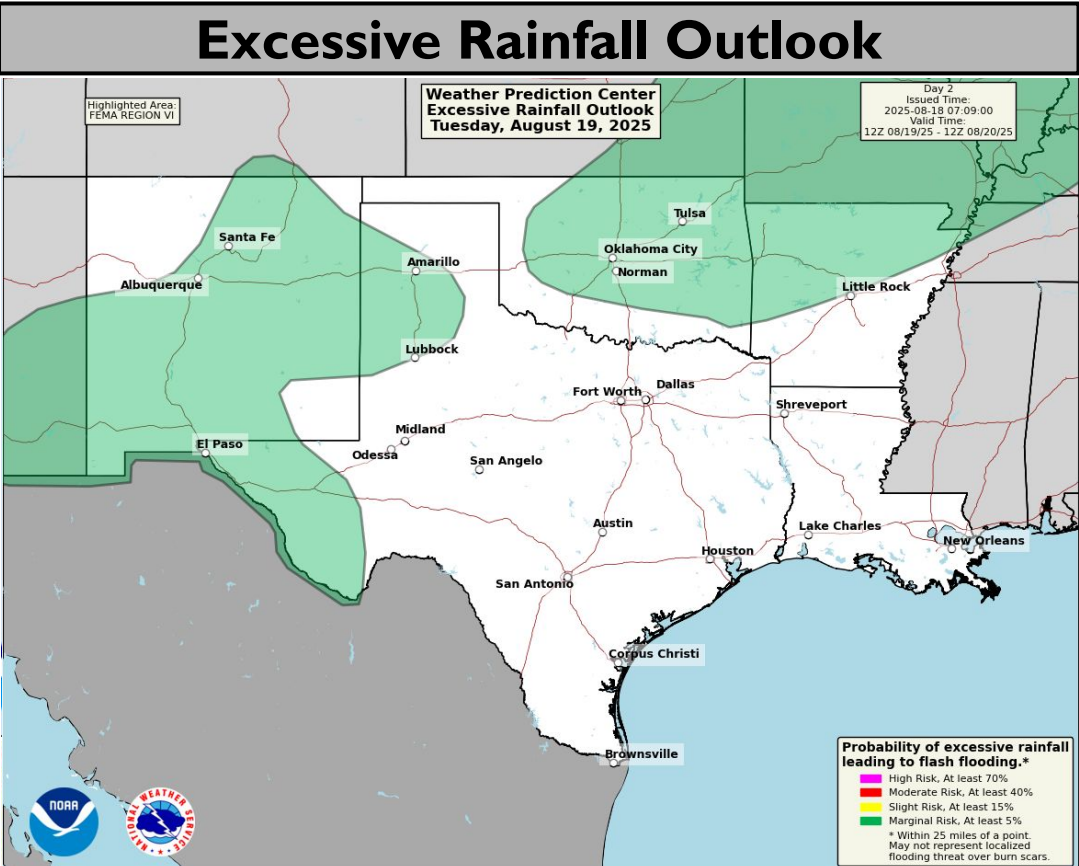 Excessive Rainfall Outlook
Highlighted Area:
FEMA REGION VI
Weather Prediction Center
Excessive Rainfall Outlook
Tuesday, August 19, 2025
Day 2
Issued Time:
2025-08-18 07:09:00
Valid Time:
12Z 08/19/25 - 12Z 08/20/25
Santa Fe
Albuquerque
Amarillo
Tulsa
Oklahoma City
Norman
Little Rock
Lubbock
Fort Worth
Dallas
Shreveport
El Paso
Midland
Odessa
San Angelo
Austin
Lake Charles
New Orleans
Houston
San Antonio
Corpus Christi
Brownsville
Probability of excessive rainfall
leading to flash flooding.*
High Risk, At least 70%
Moderate Risk, At least 40%
Slight Risk, At least 15%
Marginal Risk, At least 5%
* Within 25 miles of a point.
May not represent localized
flooding threat over burn scars.
NOAA
NATIONAL WEATHER SERVICE